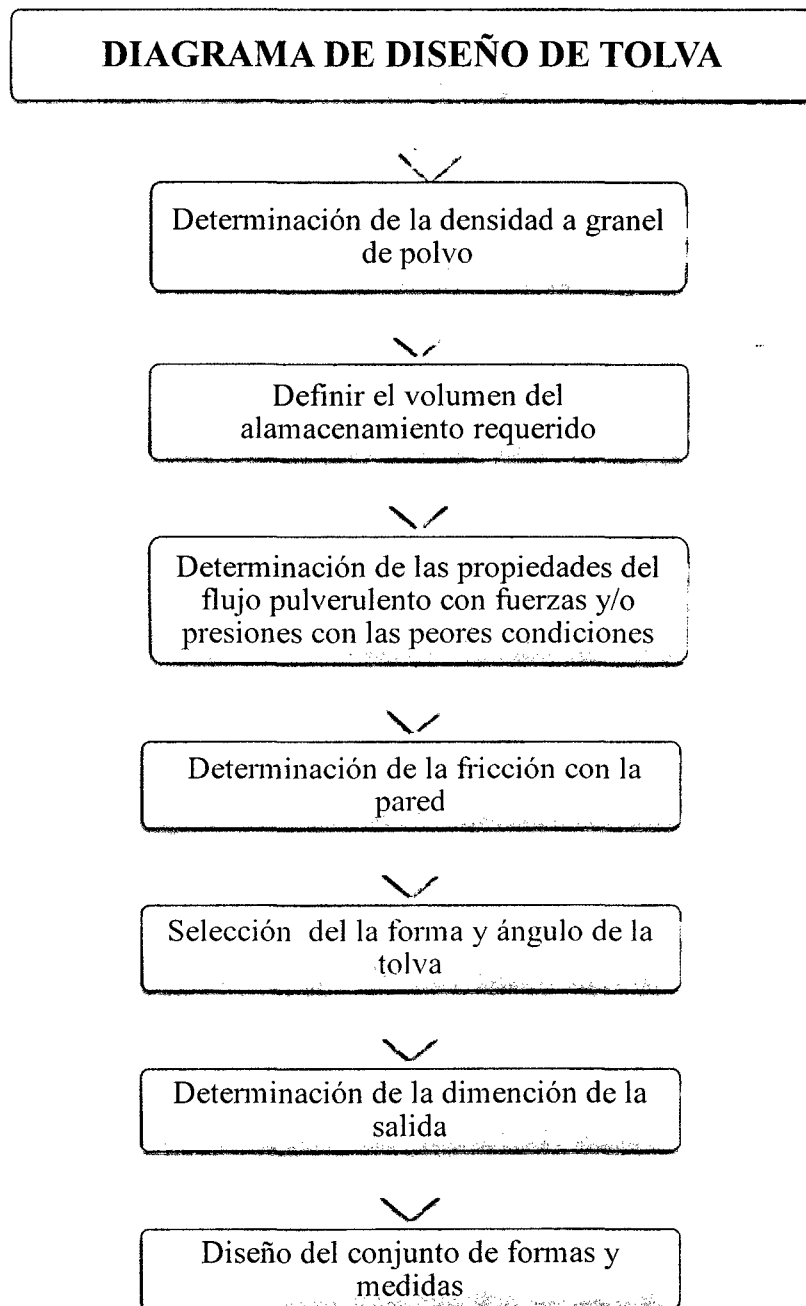 DIAGRAMA DE DISEÑO DE TOLVA
Determinación de la densidad a granel
de polvo
Definir el volumen del
alamacenamiento requerido
Determinación de las propiedades del
flujo pulverulento con fuerzas y/o
presiones con las peores condiciones
Determinación de la fricción con la
pared
Selección del la forma y ángulo de la
tolva
Determinación de la dimención de la
salida
Diseño del conjunto de formas y
medidas